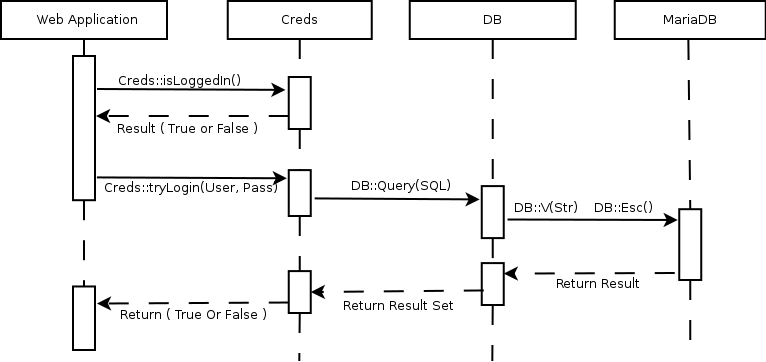 Web Application
Creds
DB
MariaDB
Creds::isLoggedIn()
Result ( True or False )
Creds::tryLogin(User, Pass)
DB::Query(SQL)
DB::V(Str) DB::Esc()
Return Result
Return Result Set
Return ( True Or False )